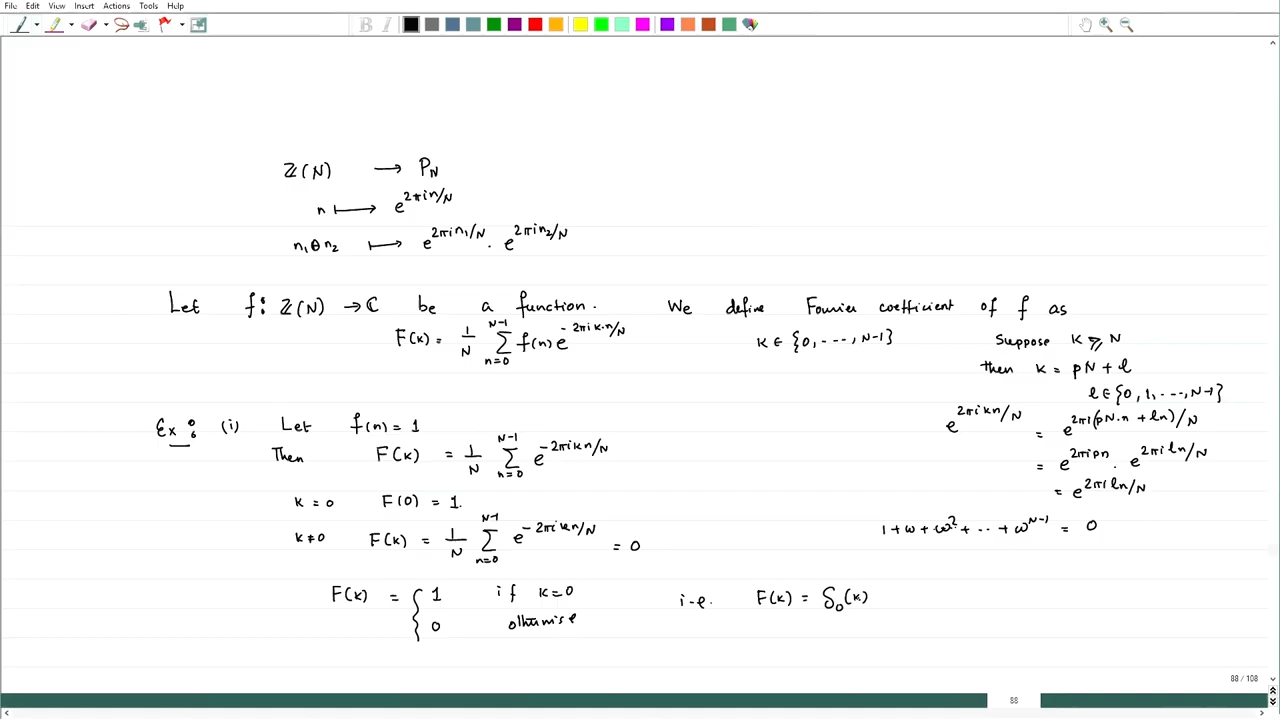 File Edit View Insert Actions Tools Help
B I
ℤ(N) → P_N
n ⟼ e^{2πin/N}
n₁⊕n₂ ⟼ e^{2πin₁/N} · e^{2πin₂/N}
Let f: ℤ(N) → ℂ be a function. We define Fourier coefficient of f as
F(k) = 1/N ∑_{n=0}^{N-1} f(n) e^{-2πik·n/N} k ∈ {0, ---, N-1}
Suppose k ≥ N
then k = pN + l
l ∈ {0, 1, ---, N-1}
e^{2πikn/N} = e^{2πi(pN·n + ln)/N}
= e^{2πipn} · e^{2πiln/N}
= e^{2πiln/N}
1 + ω + ω² + ·· + ω^{N-1} = 0
Ex: (i) Let f(n) = 1
Then F(k) = 1/N ∑_{n=0}^{N-1} e^{-2πikn/N}
k = 0 F(0) = 1.
k ≠ 0 F(k) = 1/N ∑_{n=0}^{N-1} e^{-2πikn/N} = 0
F(k) = { 1 if k=0 i.e. F(k) = δ₀(k)
0 otherwise
88 / 108
88